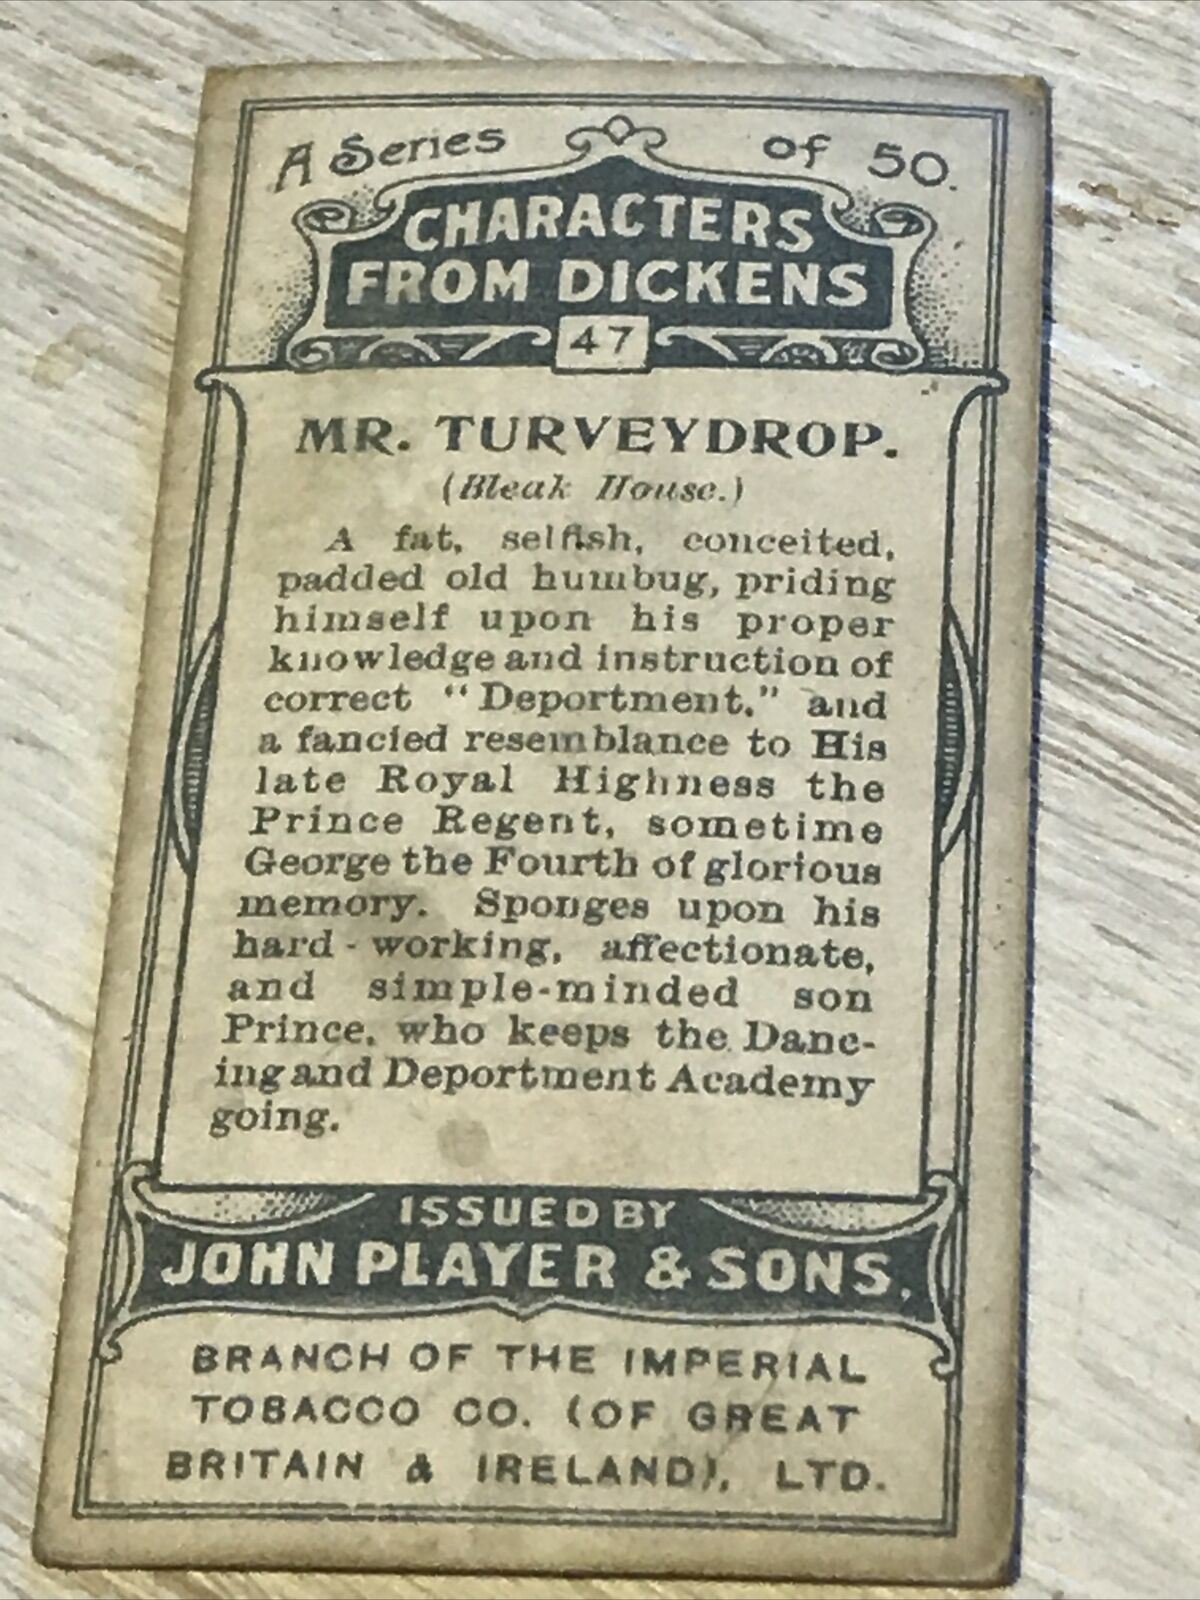 A Series of 50.
CHARACTERS
FROM DICKENS
47
MR. TURVEYDROP.
(Bleak House.)
A fat, selfish, conceited,
padded old humbug, priding
himself upon his proper
knowledge and instruction of
correct "Deportment," and
a fancied resemblance to His
late Royal Highness the
Prince Regent, sometime
George the Fourth of glorious
memory. Sponges upon his
hard-working, affectionate,
and simple-minded son
Prince, who keeps the Danc-
ing and Deportment Academy
going.
ISSUED BY
JOHN PLAYER & SONS,
BRANCH OF THE IMPERIAL
TOBACCO CO. (OF GREAT
BRITAIN & IRELAND), LTD.